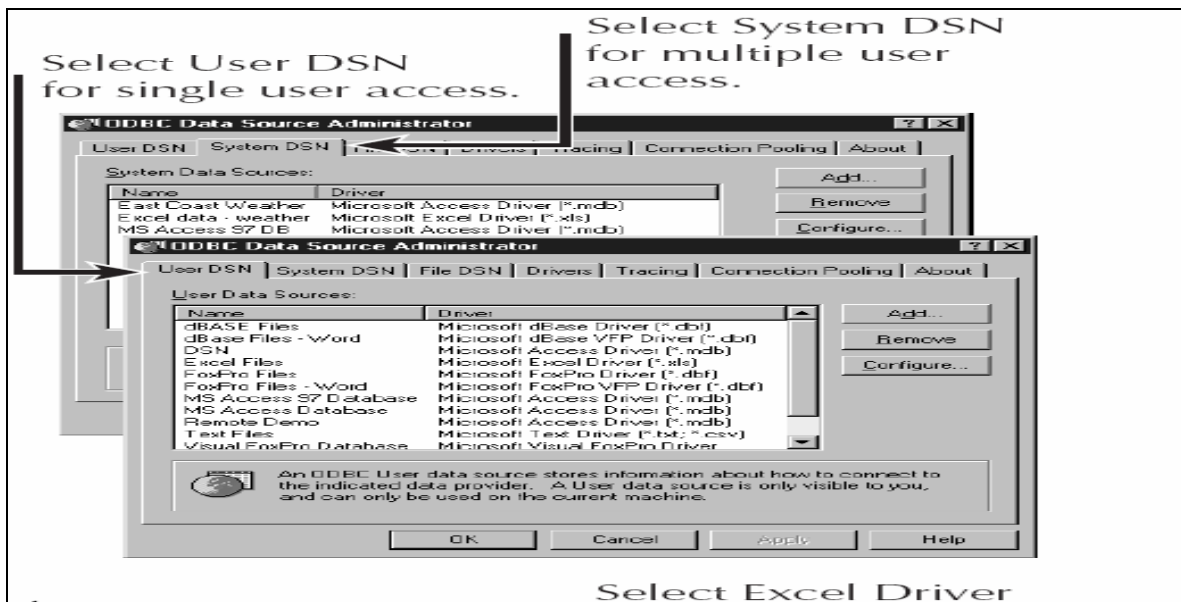 Select System DSN
for multiple user
access.
Select User DSN
for single user access.
ODBC Data Source Administrator
User DSN System DSN Drivers Tracing Connection Pooling About
System Data Sources:
Add...
Name Driver
Remove
East Coast Weather Microsoft Access Driver (*.mdb)
Excel data - weather Microsoft Excel Driver (*.xls)
MS Access 97 DB Microsoft Access Driver (*.mdb)
Configure...
ODBC Data Source Administrator
User DSN System DSN File DSN Drivers Tracing Connection Pooling About
User Data Sources:
Add...
Name Driver
Remove
dBASE Files Microsoft dBase Driver (*.dbf)
dBase Files - Word Microsoft dBase VFP Driver (*.dbf)
DSN Microsoft Access Driver (*.mdb)
Configure...
Excel Files Microsoft Excel Driver (*.xls)
FoxPro Files Microsoft FoxPro Driver (*.dbf)
FoxPro Files - Word Microsoft FoxPro VFP Driver (*.dbf)
MS Access 97 Database Microsoft Access Driver (*.mdb)
MS Access Database Microsoft Access Driver (*.mdb)
Remote Demo Microsoft Access Driver (*.mdb)
Text Files Microsoft Text Driver (*.txt; *.csv)
Visual FoxPro Database Microsoft Visual FoxPro Driver
An ODBC User data source stores information about how to connect to
the indicated data provider. A User data source is only visible to you,
and can only be used on the current machine.
OK Cancel Apply Help
Select Excel Driver